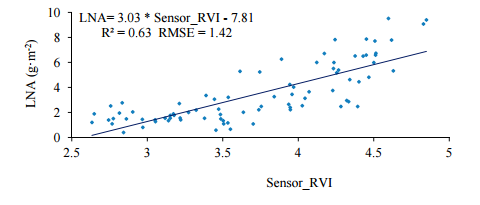 LNA= 3.03 * Sensor_RVI - 7.81
R² = 0.63 RMSE = 1.42
LNA (g·m⁻²)
10
8
6
4
2
0
2.5 3 3.5 4 4.5 5
Sensor_RVI